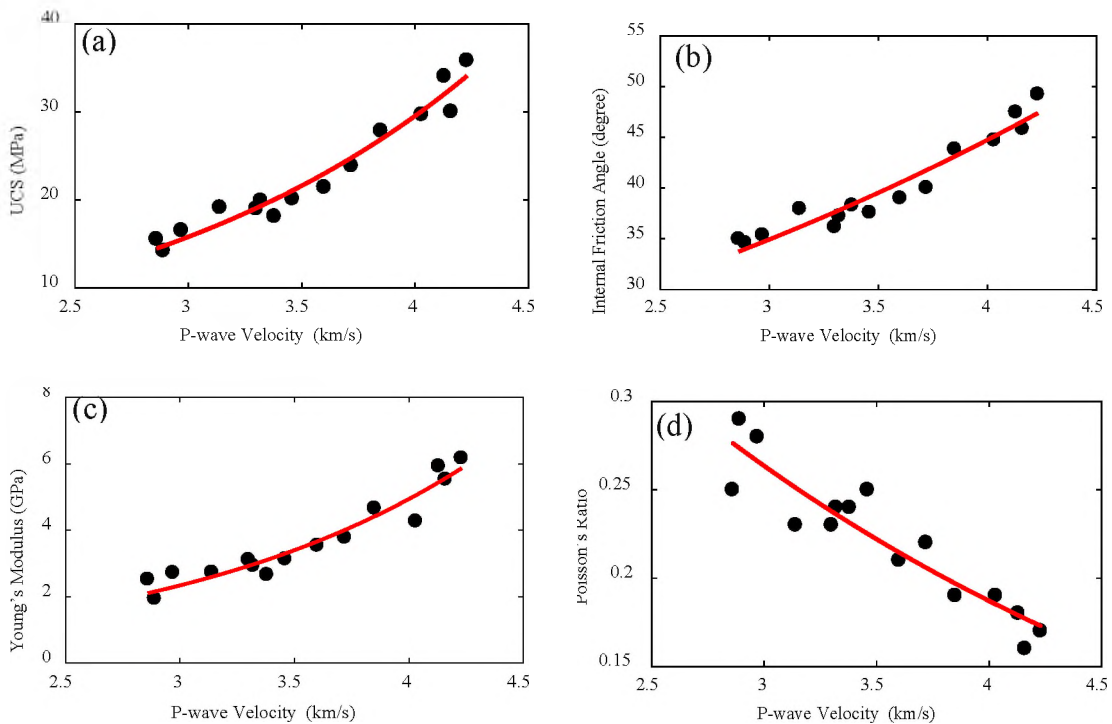 (a)
40
30
20
10
UCS (MPa)
2.5 3 3.5 4 4.5
P-wave Velocity (km/s)
(b)
55
50
45
40
35
30
Internal Friction Angle (degree)
2.5 3 3.5 4 4.5
P-wave Velocity (km/s)
(c)
8
6
4
2
0
Young's Modulus (GPa)
2.5 3 3.5 4 4.5
P-wave Velocity (km/s)
(d)
0.3
0.25
0.2
0.15
Poisson's Ratio
2.5 3 3.5 4 4.5
P-wave Velocity (km/s)